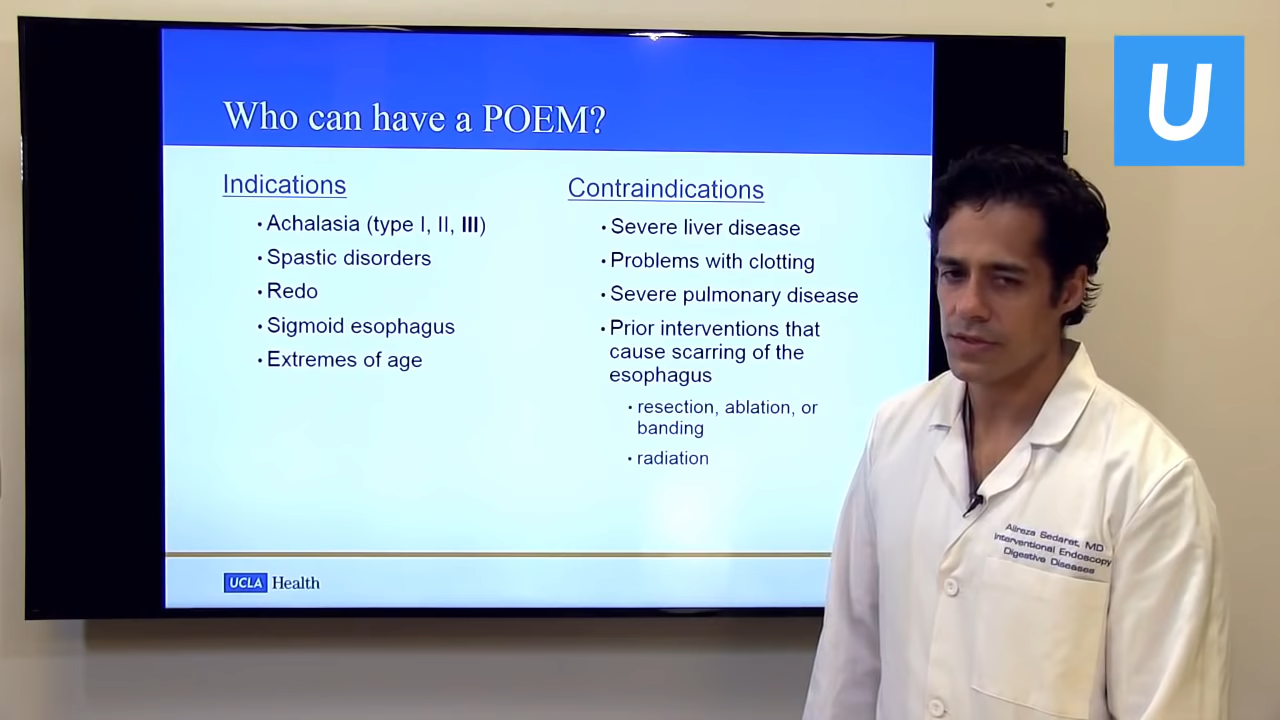 Who can have a POEM?
Indications
• Achalasia (type I, II, III)
• Spastic disorders
• Redo
• Sigmoid esophagus
• Extremes of age
Contraindications
• Severe liver disease
• Problems with clotting
• Severe pulmonary disease
• Prior interventions that
cause scarring of the
esophagus
• resection, ablation, or
banding
• radiation
UCLA Health
U
Alireza Sedarat, MD
Interventional Endoscopy
Digestive Diseases